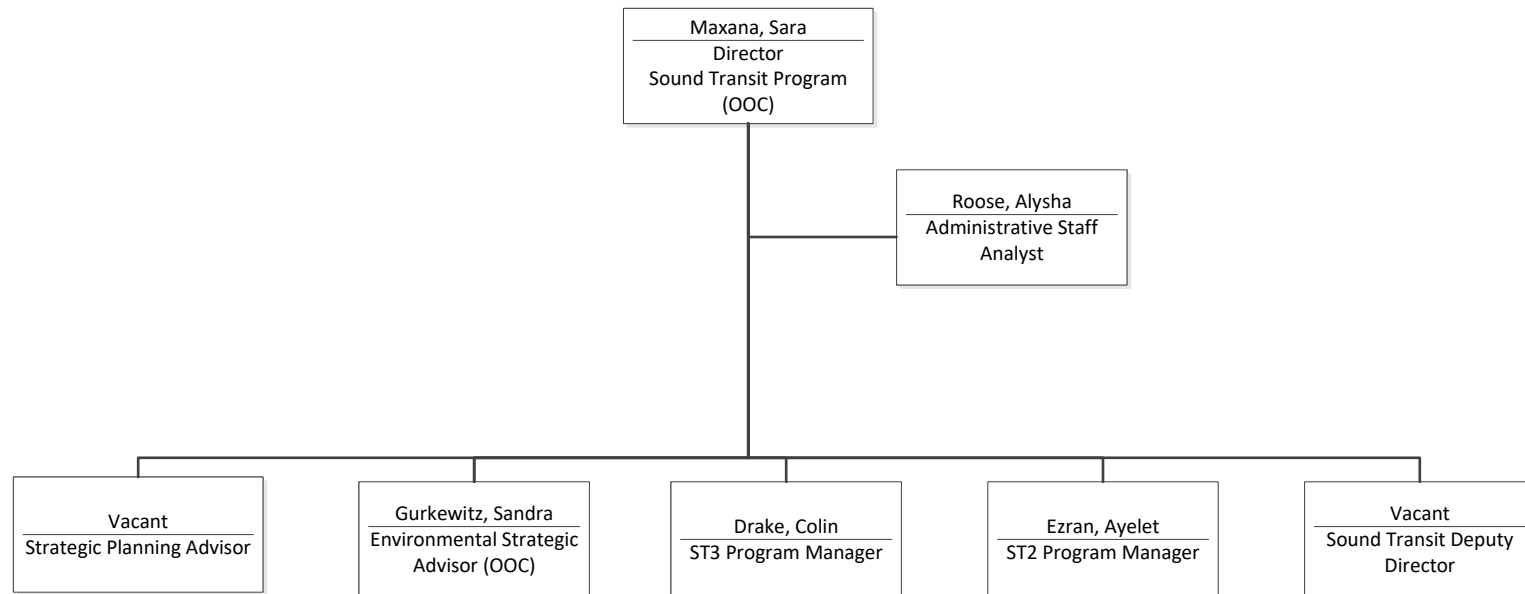 Maxana, Sara
Director
Sound Transit Program
(OOC)
Roose, Alysha
Administrative Staff
Analyst
Vacant
Strategic Planning Advisor
Gurkewitz, Sandra
Environmental Strategic
Advisor (OOC)
Drake, Colin
ST3 Program Manager
Ezran, Ayelet
ST2 Program Manager
Vacant
Sound Transit Deputy
Director